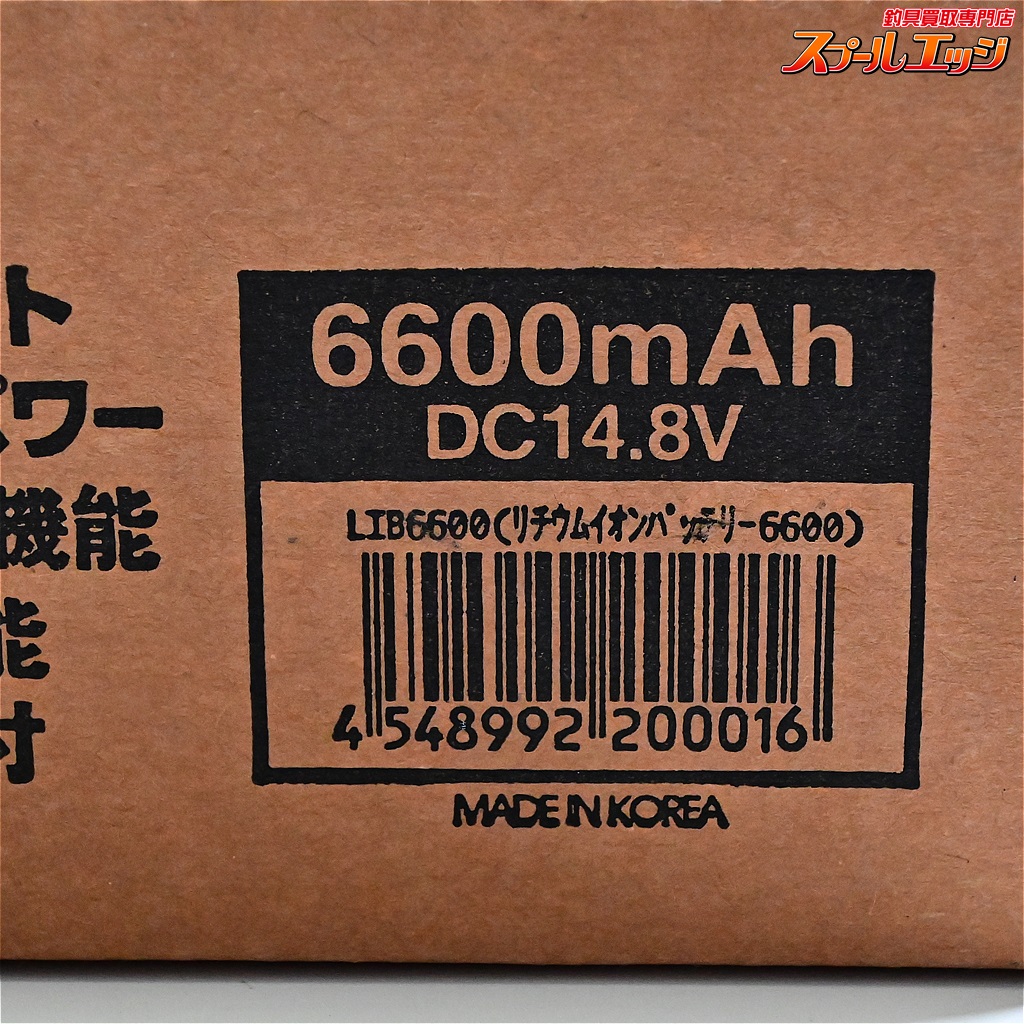 釣具買取専門店
スプールエッジ
ト
パワー
機能
能
付
6600mAh
DC14.8V
LIB6600(ﾘﾁｳﾑｲｵﾝﾊﾞｯﾃﾘｰ6600)
4 548992 200016
MADE IN KOREA